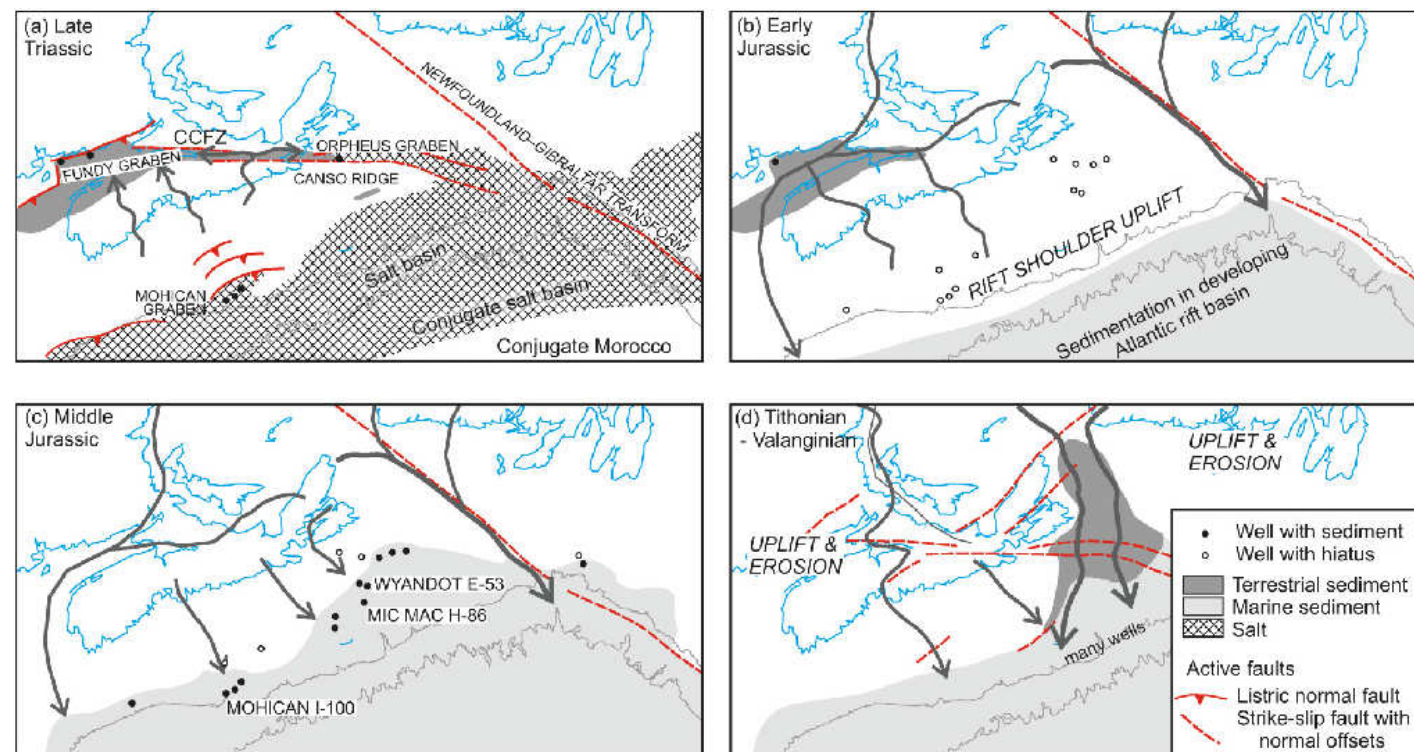 (a) Late
Triassic
NEWFOUNDLAND–GIBRALTAR TRANSFORM
CCFZ
ORPHEUS GRABEN
FUNDY GRABEN
CANSO RIDGE
MOHICAN
GRABEN
Salt basin
Conjugate salt basin
Conjugate Morocco
(b) Early
Jurassic
RIFT SHOULDER UPLIFT
Sedimentation in developing
Atlantic rift basin
(c) Middle
Jurassic
WYANDOT E-53
MIC MAC H-86
MOHICAN I-100
(d) Tithonian
- Valanginian
UPLIFT &
EROSION
UPLIFT &
EROSION
many wells
Well with sediment
Well with hiatus
Terrestrial sediment
Marine sediment
Salt
Active faults
Listric normal fault
Strike-slip fault with
normal offsets